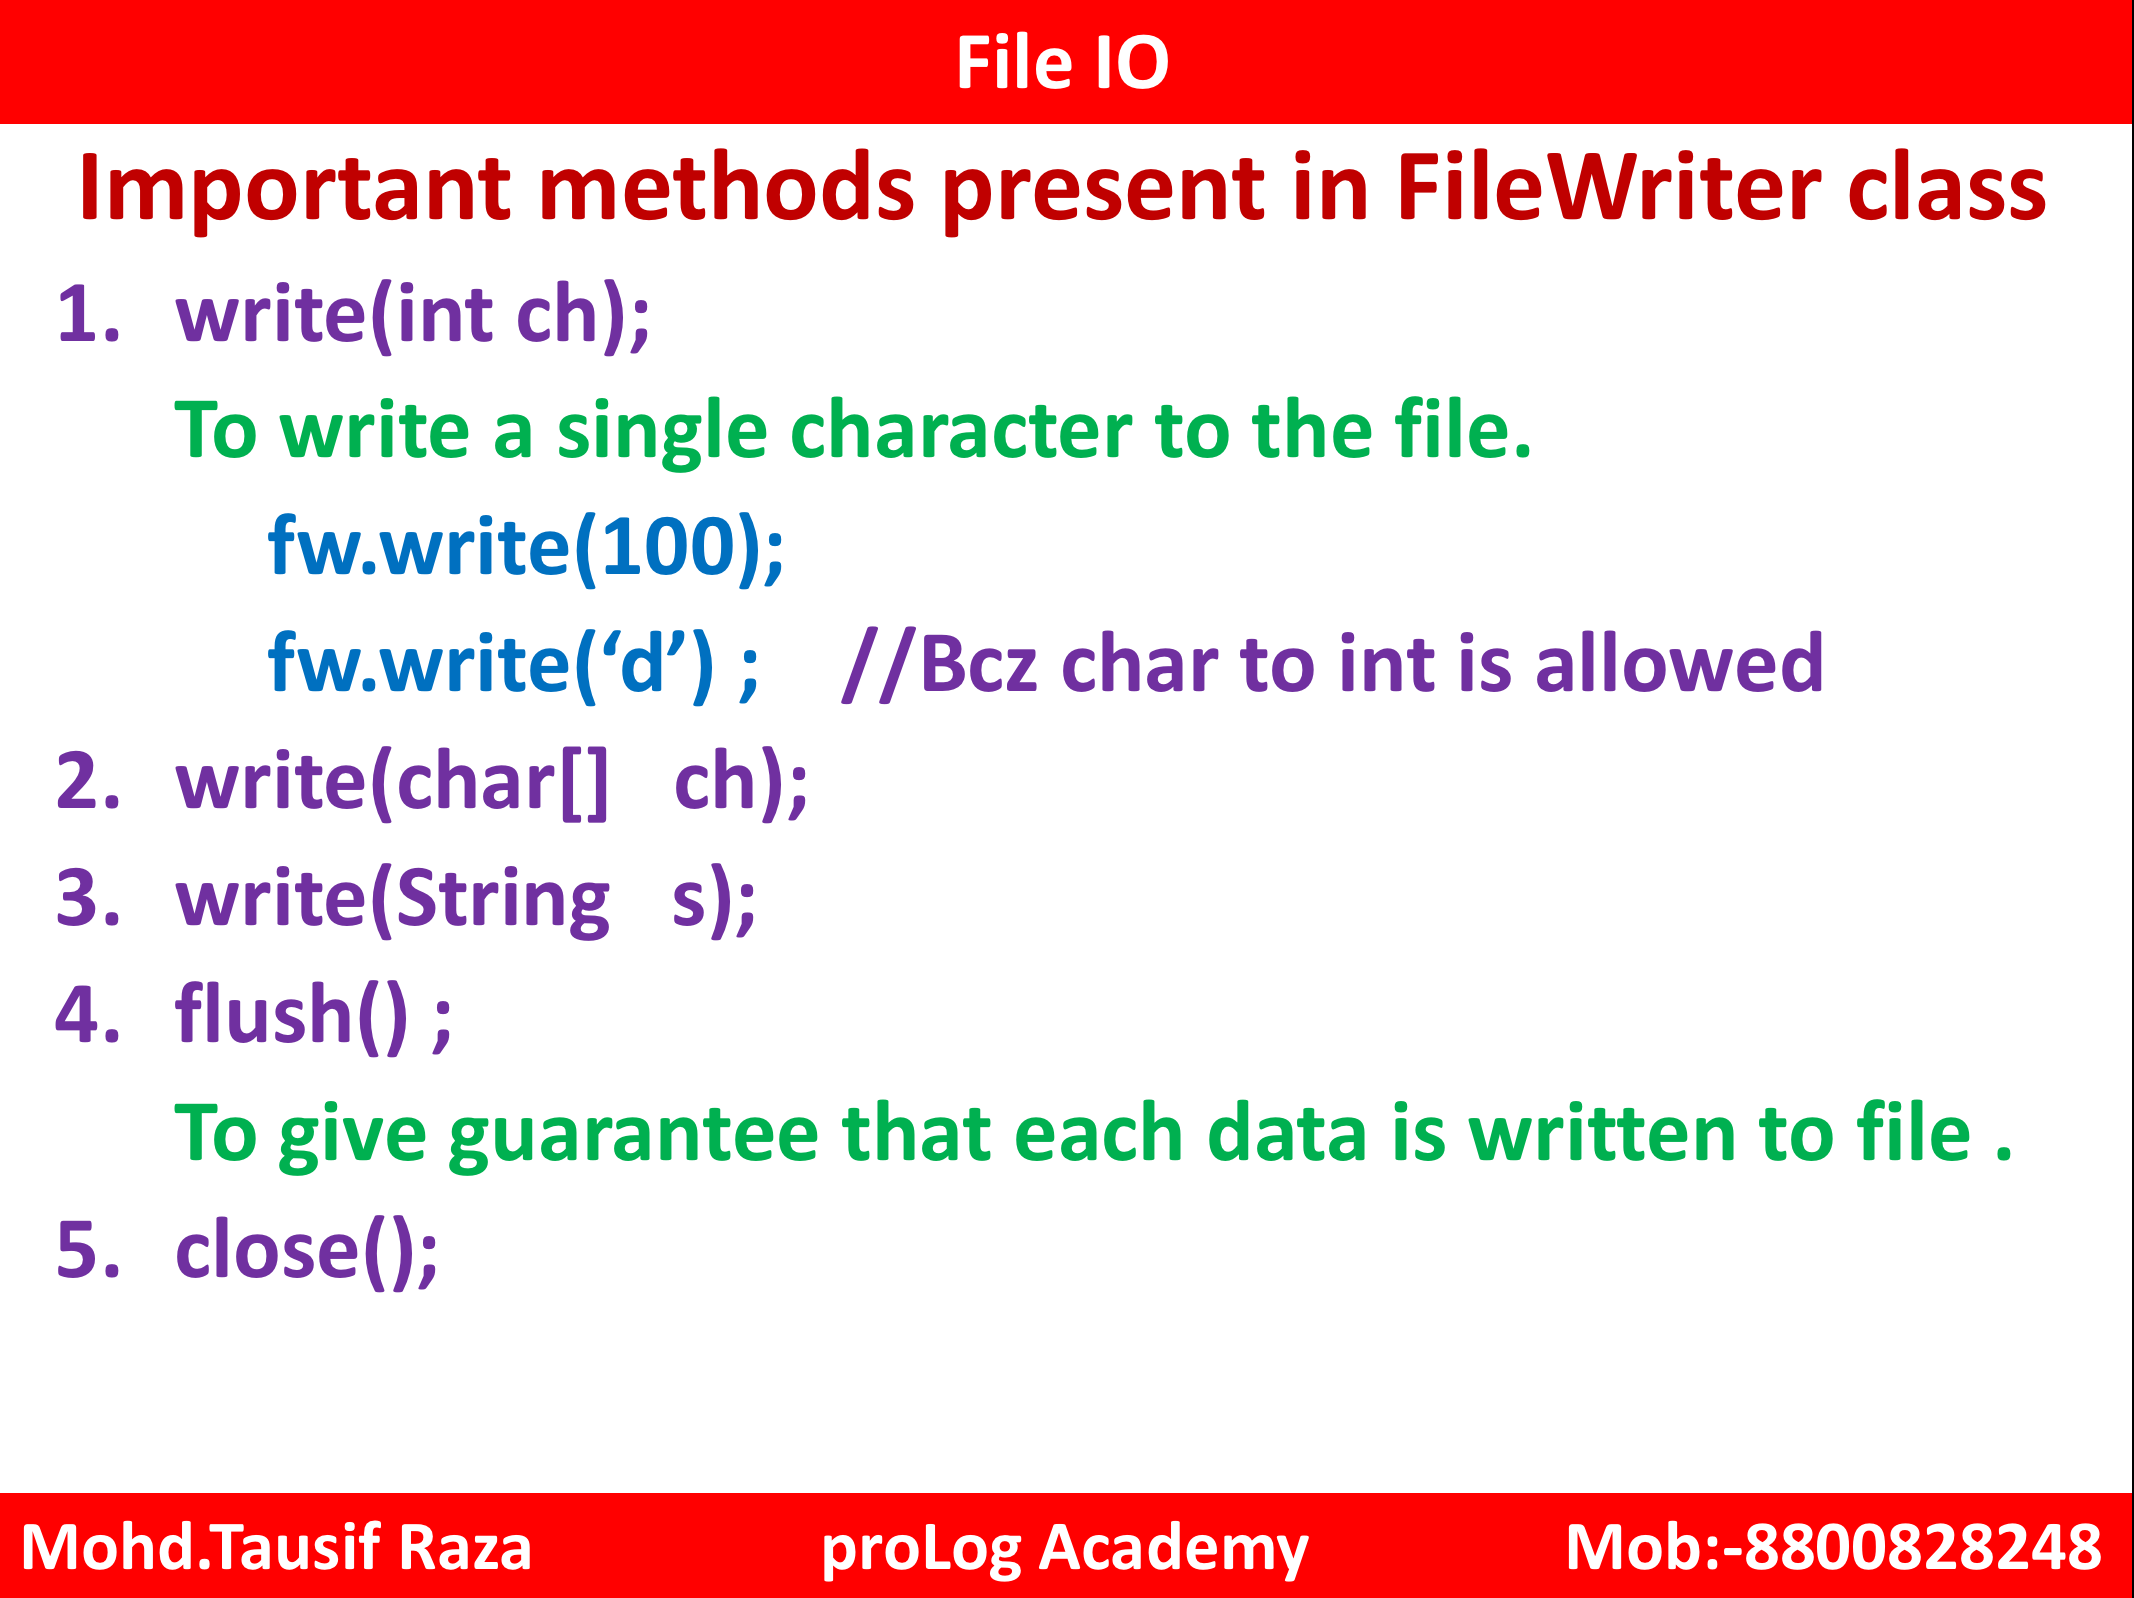 File IO
Important methods present in FileWriter class
1. write(int ch);
To write a single character to the file.
fw.write(100);
fw.write(‘d’) ; //Bcz char to int is allowed
2. write(char[] ch);
3. write(String s);
4. flush() ;
To give guarantee that each data is written to file .
5. close();
Mohd.Tausif Raza proLog Academy Mob:-8800828248